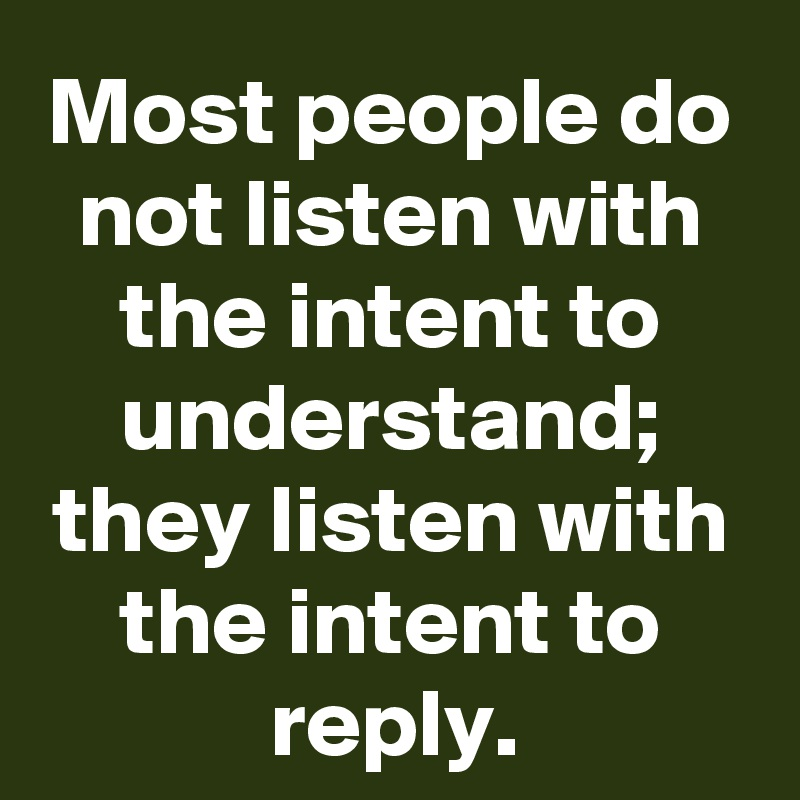 Most people do
not listen with
the intent to
understand;
they listen with
the intent to
reply.